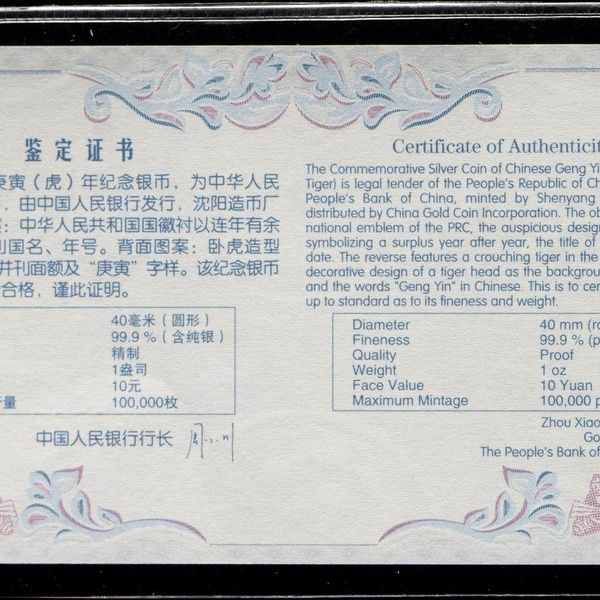 鉴定证书
庚寅（虎）年纪念银币，为中华人民
，由中国人民银行发行，沈阳造币厂
：中华人民共和国国徽衬以连年有余
刊国名、年号。背面图案：卧虎造型
并刊面额及“庚寅”字样。该纪念银币
合格，谨此证明。
40毫米（圆形）
99.9 %（含纯银）
精制
1盎司
10元
量 100,000枚
中国人民银行行长
Certificate of Authenticit
The Commemorative Silver Coin of Chinese Geng Yi
Tiger) is legal tender of the People's Republic of Ch
People's Bank of China, minted by Shenyang
distributed by China Gold Coin Incorporation. The ob
national emblem of the PRC, the auspicious desig
symbolizing a surplus year after year, the title of
date. The reverse features a crouching tiger in the
decorative design of a tiger head as the backgroun
and the words "Geng Yin" in Chinese. This is to cer
up to standard as to its fineness and weight.
Diameter 40 mm (ro
Fineness 99.9 % (p
Quality Proof
Weight 1 oz
Face Value 10 Yuan
Maximum Mintage 100,000 p
Zhou Xiao
Go
The People's Bank of